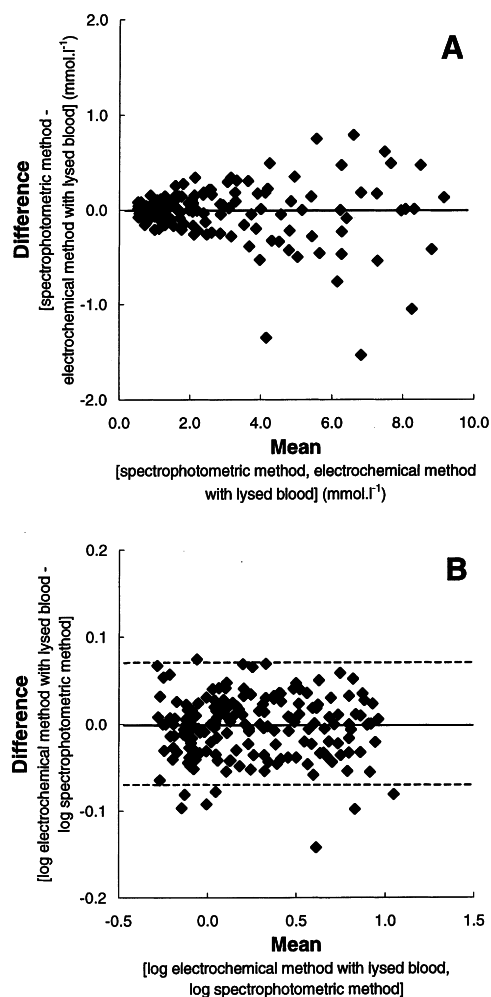 A
Difference
[spectrophotometric method -
electrochemical method with lysed blood] (mmol.l-1)
2.0
1.0
0.0
-1.0
-2.0
0.0 2.0 4.0 6.0 8.0 10.0
Mean
[spectrophotometric method, electrochemical method
with lysed blood] (mmol.l-1)
B
Difference
[log electrochemical method with lysed blood -
log spectrophotometric method]
0.2
0.1
0.0
-0.1
-0.2
-0.5 0.0 0.5 1.0 1.5
Mean
[log electrochemical method with lysed blood,
log spectrophotometric method]